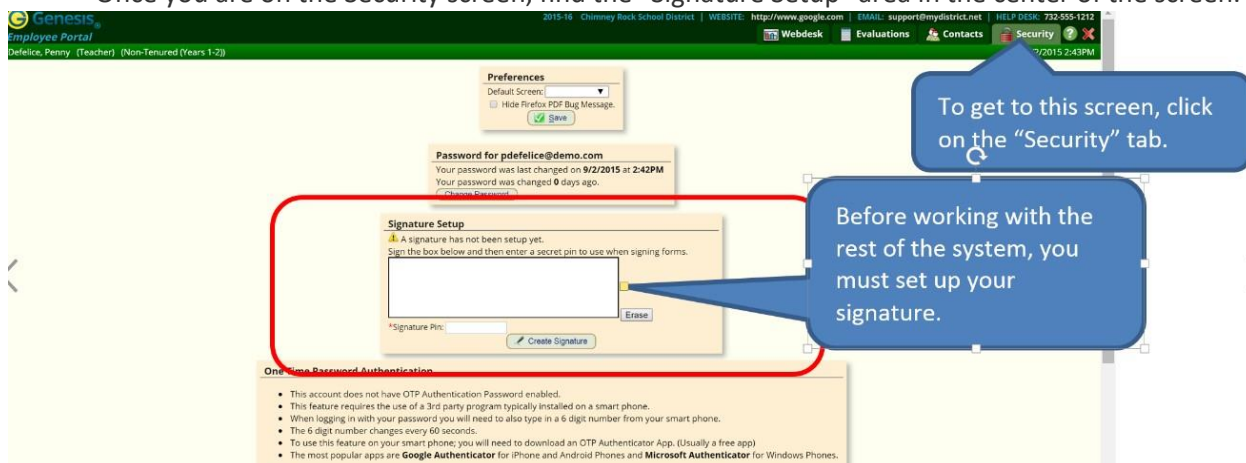 Once you are on the Security screen, find the "Signature Setup" area in the center of the screen.
Genesis®
2015-16 Chimney Rock School District | WEBSITE: http://www.google.com | EMAIL: support@mydistrict.net | HELP DESK: 732-555-1212
Employee Portal
Webdesk Evaluations Contacts Security
Defelice, Penny (Teacher) (Non-Tenured (Years 1-2))
/2/2015 2:43PM
Preferences
Default Screen:
Hide Firefox PDF Bug Message.
Save
To get to this screen, click
on the "Security" tab.
Password for pdefelice@demo.com
Your password was last changed on 9/2/2015 at 2:42PM
Your password was changed 0 days ago.
Change Password
Signature Setup
A signature has not been setup yet.
Sign the box below and then enter a secret pin to use when signing forms.
Erase
*Signature Pin:
Create Signature
Before working with the
rest of the system, you
must set up your
signature.
One Time Password Authentication
• This account does not have OTP Authentication Password enabled.
• This feature requires the use of a 3rd party program typically installed on a smart phone.
• When logging in with your password you will need to also type in a 6 digit number from your smart phone.
• The 6 digit number changes every 60 seconds.
• To use this feature on your smart phone; you will need to download an OTP Authenticator App. (Usually a free app)
• The most popular apps are Google Authenticator for iPhone and Android Phones and Microsoft Authenticator for Windows Phones.